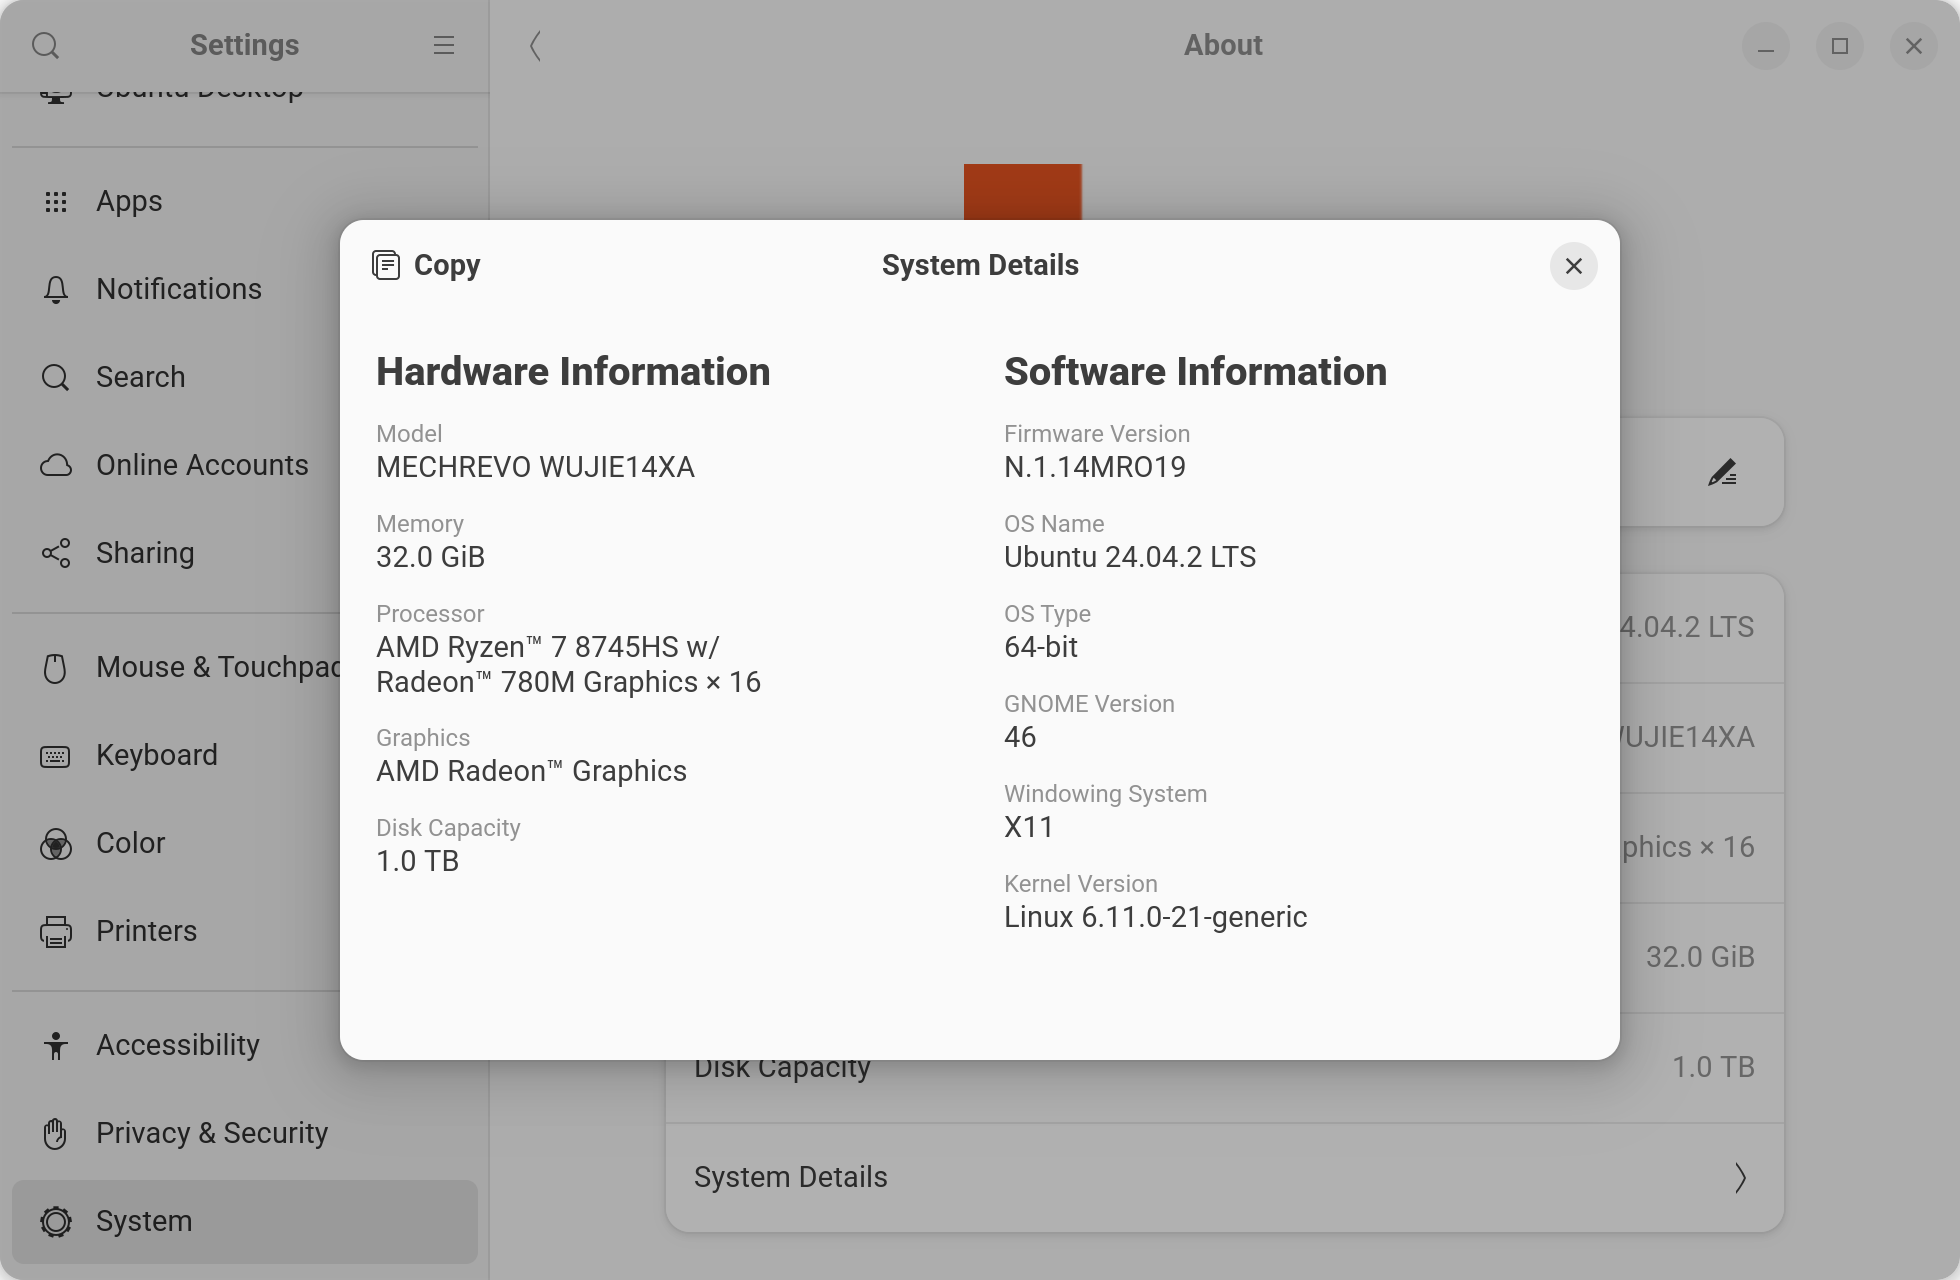 Settings
About
Ubuntu Desktop
Apps
Notifications
Search
Online Accounts
Sharing
Mouse & Touchpad
Keyboard
Color
Printers
Accessibility
Privacy & Security
System
Copy
System Details
Hardware Information
Model
MECHREVO WUJIE14XA
Memory
32.0 GiB
Processor
AMD Ryzen™ 7 8745HS w/
Radeon™ 780M Graphics × 16
Graphics
AMD Radeon™ Graphics
Disk Capacity
1.0 TB
Software Information
Firmware Version
N.1.14MRO19
OS Name
Ubuntu 24.04.2 LTS
OS Type
64-bit
GNOME Version
46
Windowing System
X11
Kernel Version
Linux 6.11.0-21-generic
4.04.2 LTS
WUJIE14XA
phics × 16
32.0 GiB
Disk Capacity
1.0 TB
System Details